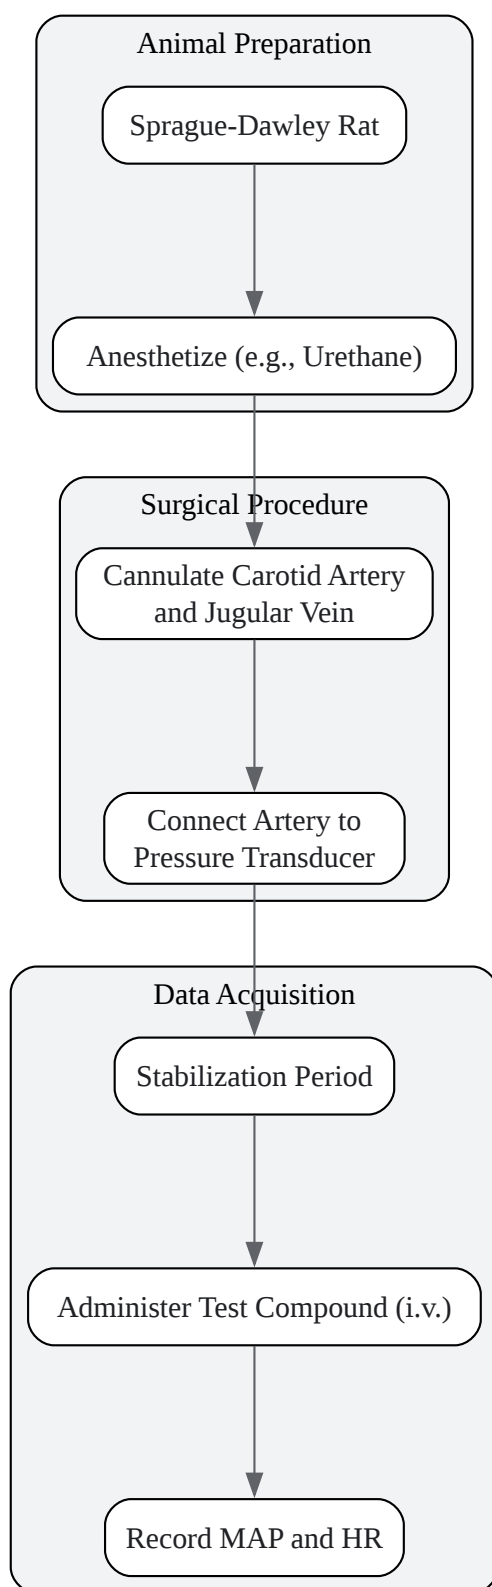 Animal Preparation
Sprague-Dawley Rat
Anesthetize (e.g., Urethane)
Surgical Procedure
Cannulate Carotid Artery
and Jugular Vein
Connect Artery to
Pressure Transducer
Data Acquisition
Stabilization Period
Administer Test Compound (i.v.)
Record MAP and HR